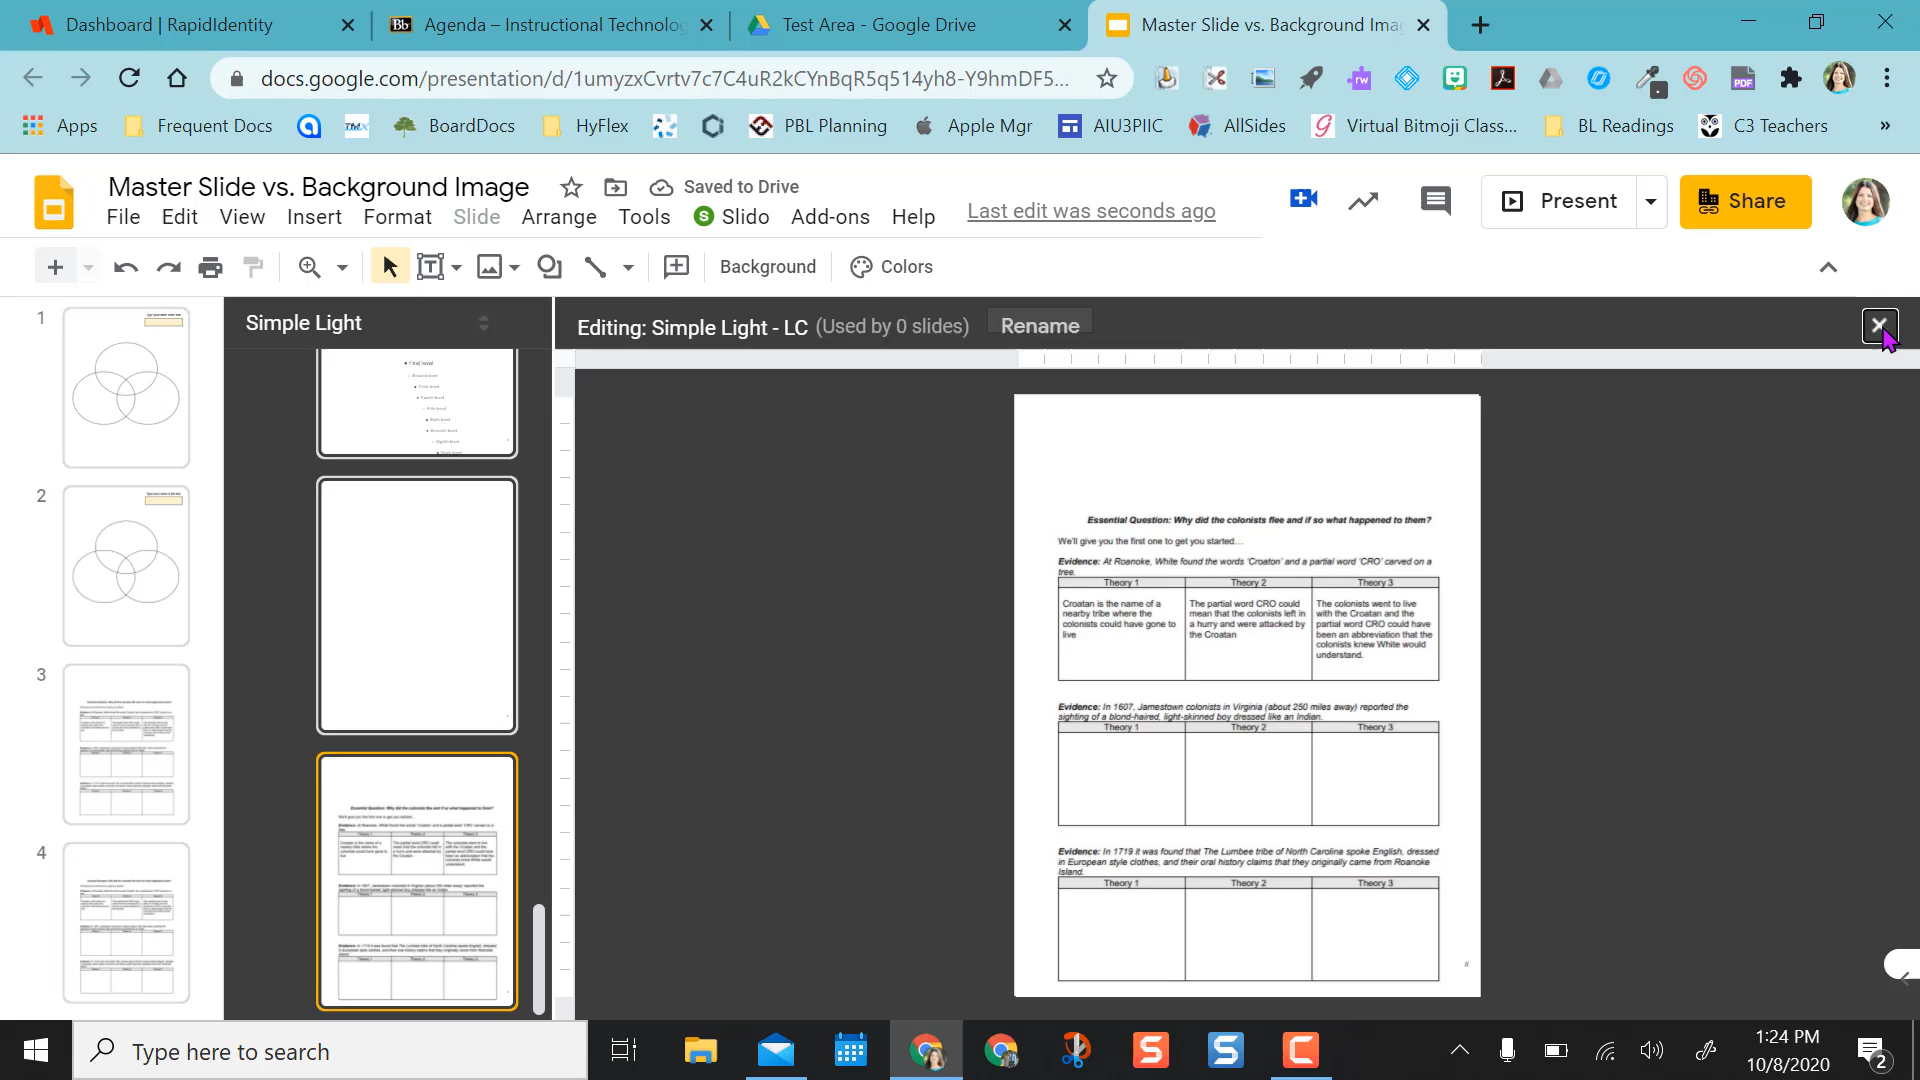 Dashboard | RapidIdentity
Agenda – Instructional Technolog
Test Area - Google Drive
Master Slide vs. Background Imag
docs.google.com/presentation/d/1umyzxCvrtv7c7C4uR2kCYnBqR5q514yh8-Y9hmDF5...
Apps
Frequent Docs
BoardDocs
HyFlex
PBL Planning
Apple Mgr
AIU3PIIC
AllSides
Virtual Bitmoji Class...
BL Readings
C3 Teachers
»
Master Slide vs. Background Image
Saved to Drive
File Edit View Insert Format Slide Arrange Tools Slido Add-ons Help
Last edit was seconds ago
Present
Share
Background
Colors
Simple Light
Editing: Simple Light - LC (Used by 0 slides)
Rename
1
2
3
4
Essential Question: Why did the colonists flee and if so what happened to them?
We'll give you the first one to get you started...
Evidence: At Roanoke, White found the words 'Croaton' and a partial word 'CRO' carved on a
tree.
Theory 1 Theory 2 Theory 3
Croatan is the name of a
nearby tribe where the
colonists could have gone to
live
The partial word CRO could
mean that the colonists left in
a hurry and were attacked by
the Croatan
The colonists went to live
with the Croatan and the
partial word CRO could have
been an abbreviation that the
colonists knew White would
understand.
Evidence: In 1607, Jamestown colonists in Virginia (about 250 miles away) reported the
sighting of a blond-haired, light-skinned boy dressed like an Indian.
Theory 1 Theory 2 Theory 3
Evidence: In 1719 it was found that The Lumbee tribe of North Carolina spoke English, dressed
in European style clothes, and their oral history claims that they originally came from Roanoke
Island.
Theory 1 Theory 2 Theory 3
#
Type here to search
1:24 PM
10/8/2020
2